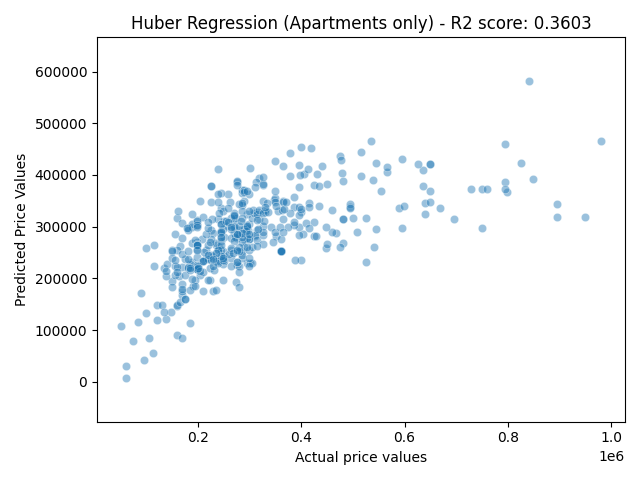 Huber Regression (Apartments only) - R2 score: 0.3603
Predicted Price Values
600000
500000
400000
300000
200000
100000
0
0.2 0.4 0.6 0.8 1.0
1e6
Actual price values